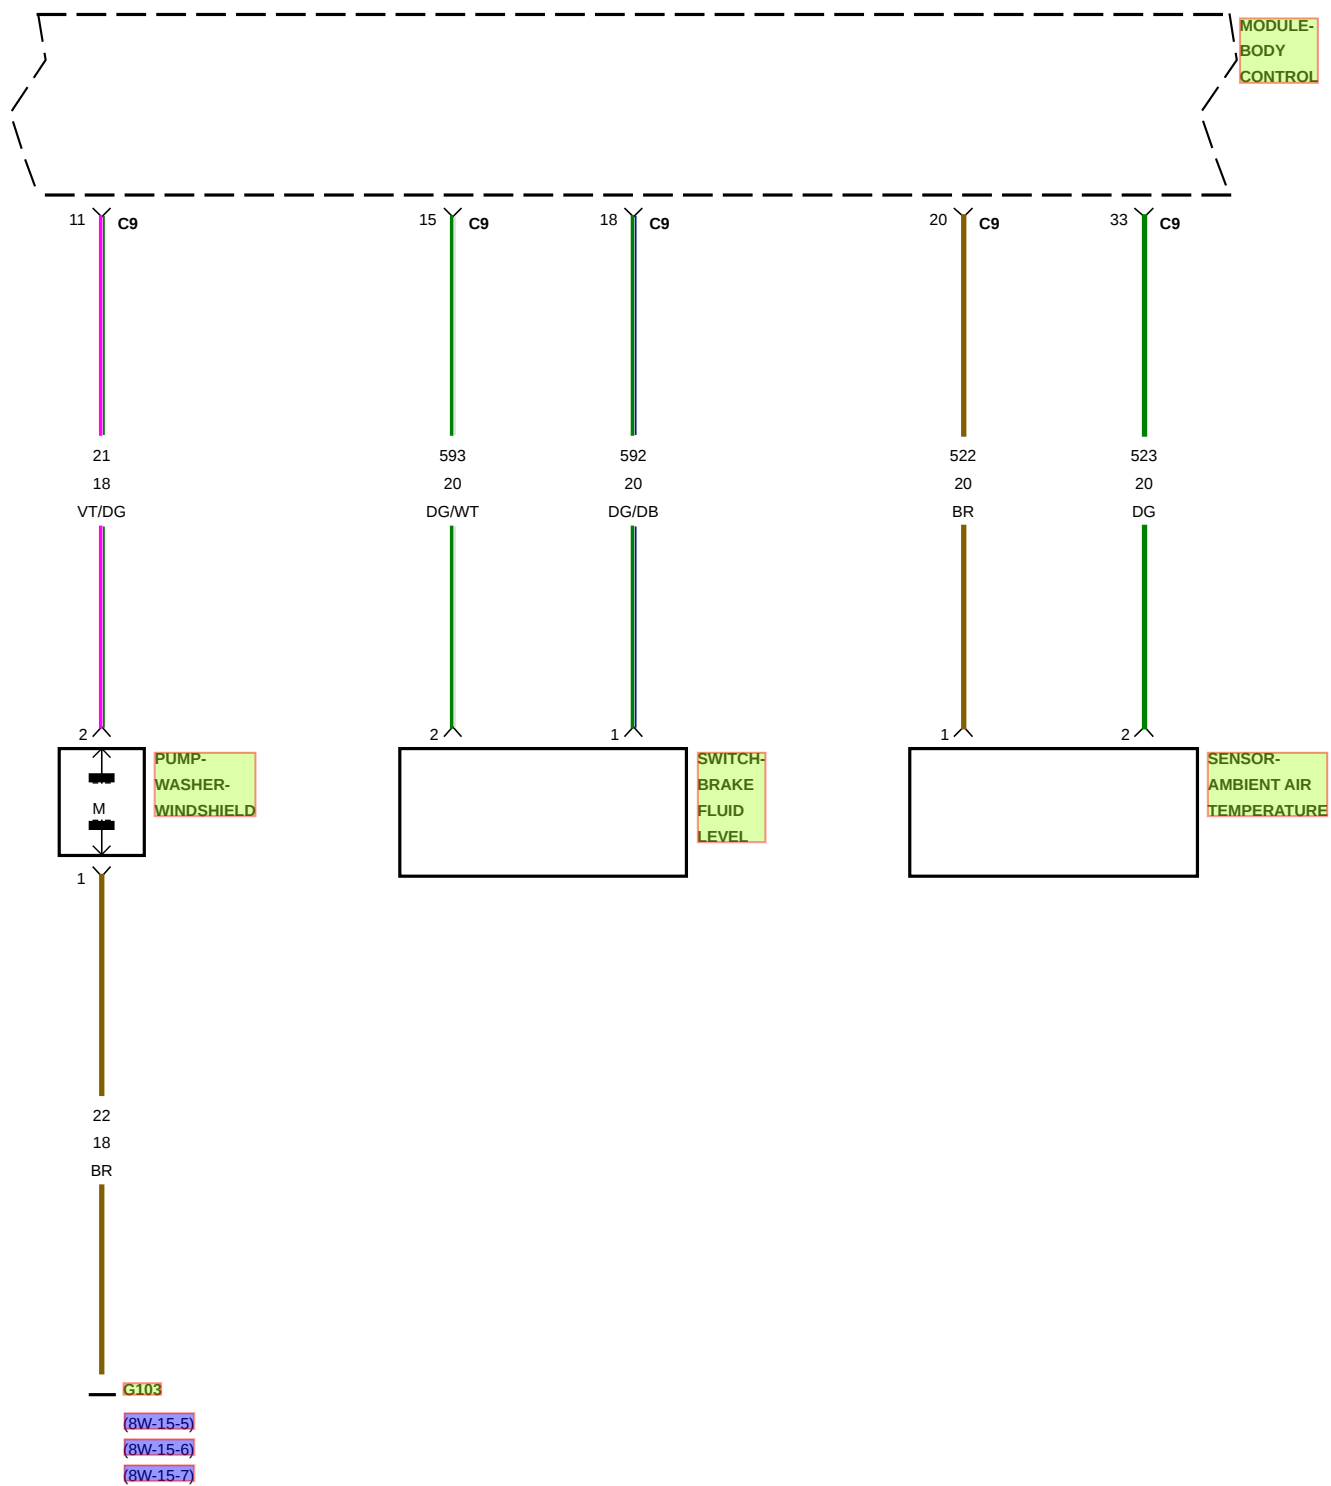 MODULE-
BODY
CONTROL
11 C9 15 C9 18 C9 20 C9 33 C9
21 593 592 522 523
18 20 20 20 20
VT/DG DG/WT DG/DB BR DG
2 2 1 1 2
PUMP-
WASHER-
WINDSHIELD
M
SWITCH-
BRAKE
FLUID
LEVEL
SENSOR-
AMBIENT AIR
TEMPERATURE
1
22
18
BR
G103
(8W-15-5)
(8W-15-6)
(8W-15-7)